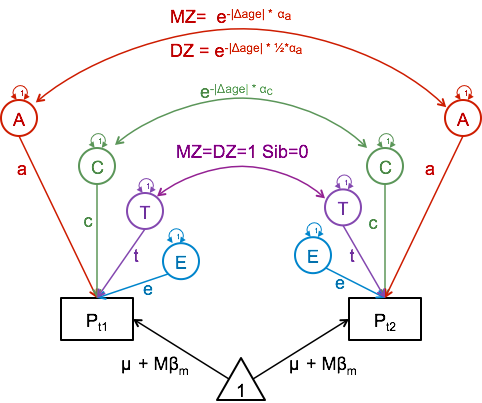 MZ= e^-|Δage| * αa
DZ = e^-|Δage| * ½*αa
e^-|Δage| * αc
1
1
A
A
1
1
C
C
MZ=DZ=1 Sib=0
a
a
1
1
T
T
c
c
1
1
E
E
t
t
e
e
Pt1
Pt2
μ + Mβm
μ + Mβm
1